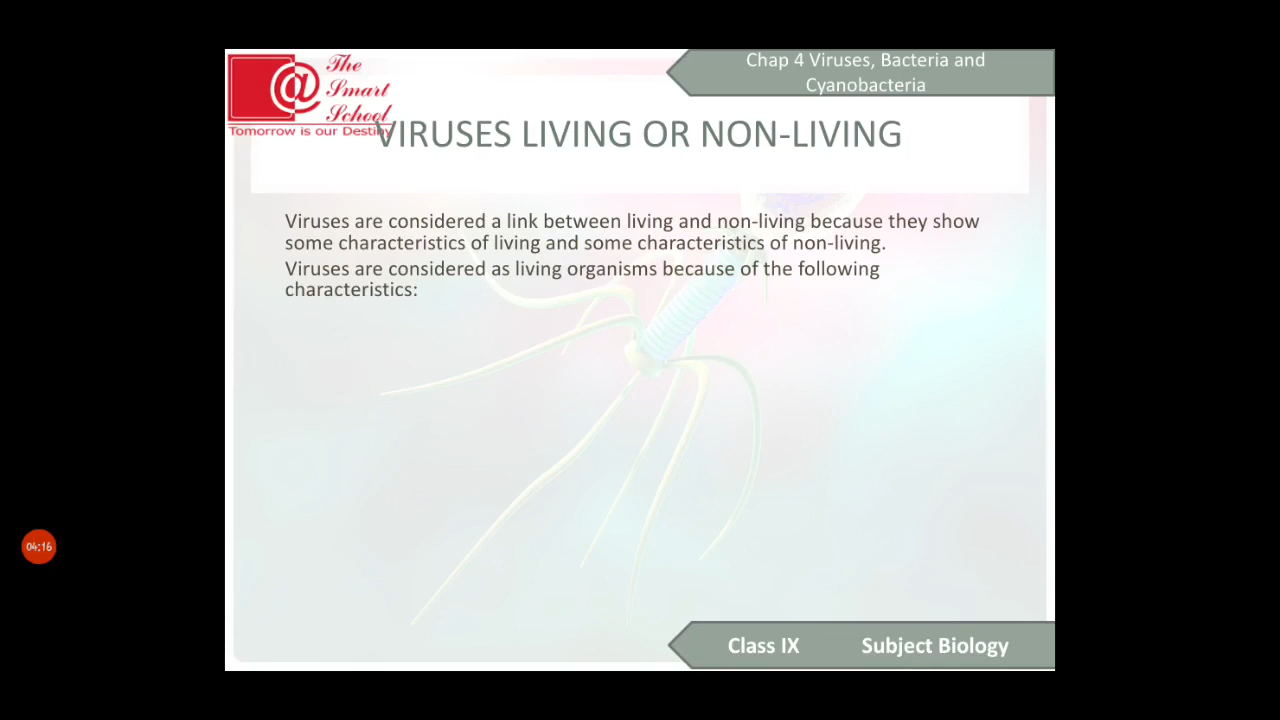 The
Smart
School
Tomorrow is our Destiny
Chap 4 Viruses, Bacteria and
Cyanobacteria
VIRUSES LIVING OR NON-LIVING
Viruses are considered a link between living and non-living because they show
some characteristics of living and some characteristics of non-living.
Viruses are considered as living organisms because of the following
characteristics:
04:16
Class IX Subject Biology